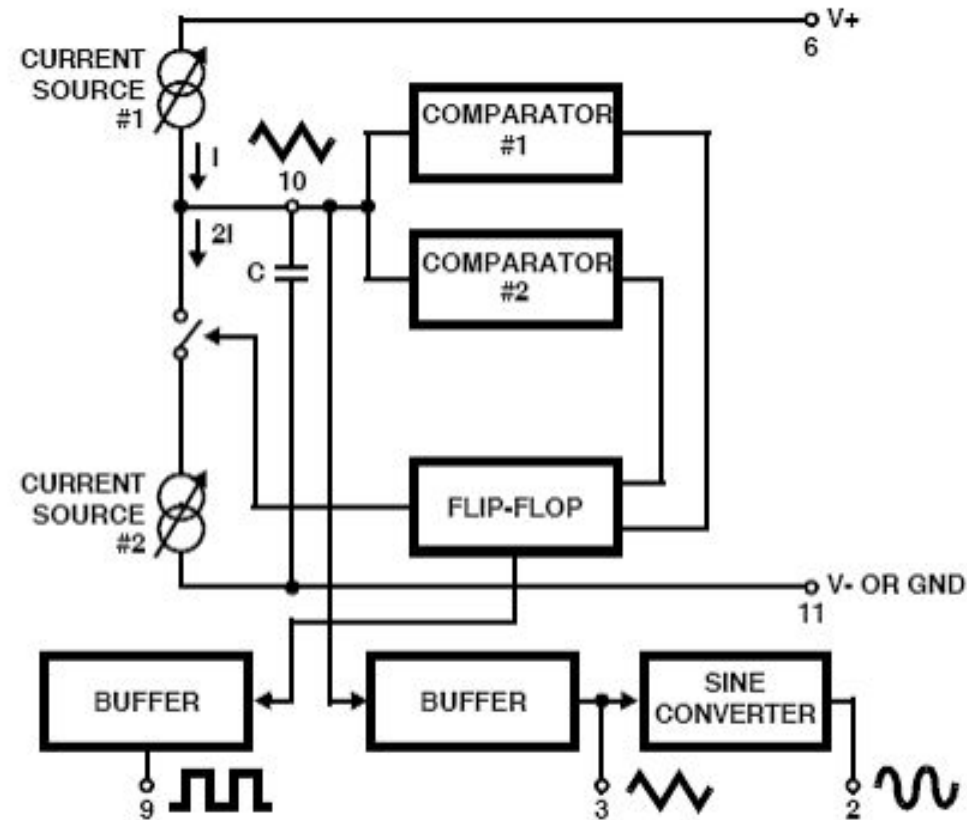 V+
6
CURRENT
SOURCE
#1
COMPARATOR
#1
I
10
2I
COMPARATOR
#2
C
CURRENT
SOURCE
#2
FLIP-FLOP
V- OR GND
11
BUFFER
BUFFER
SINE
CONVERTER
9
3
2